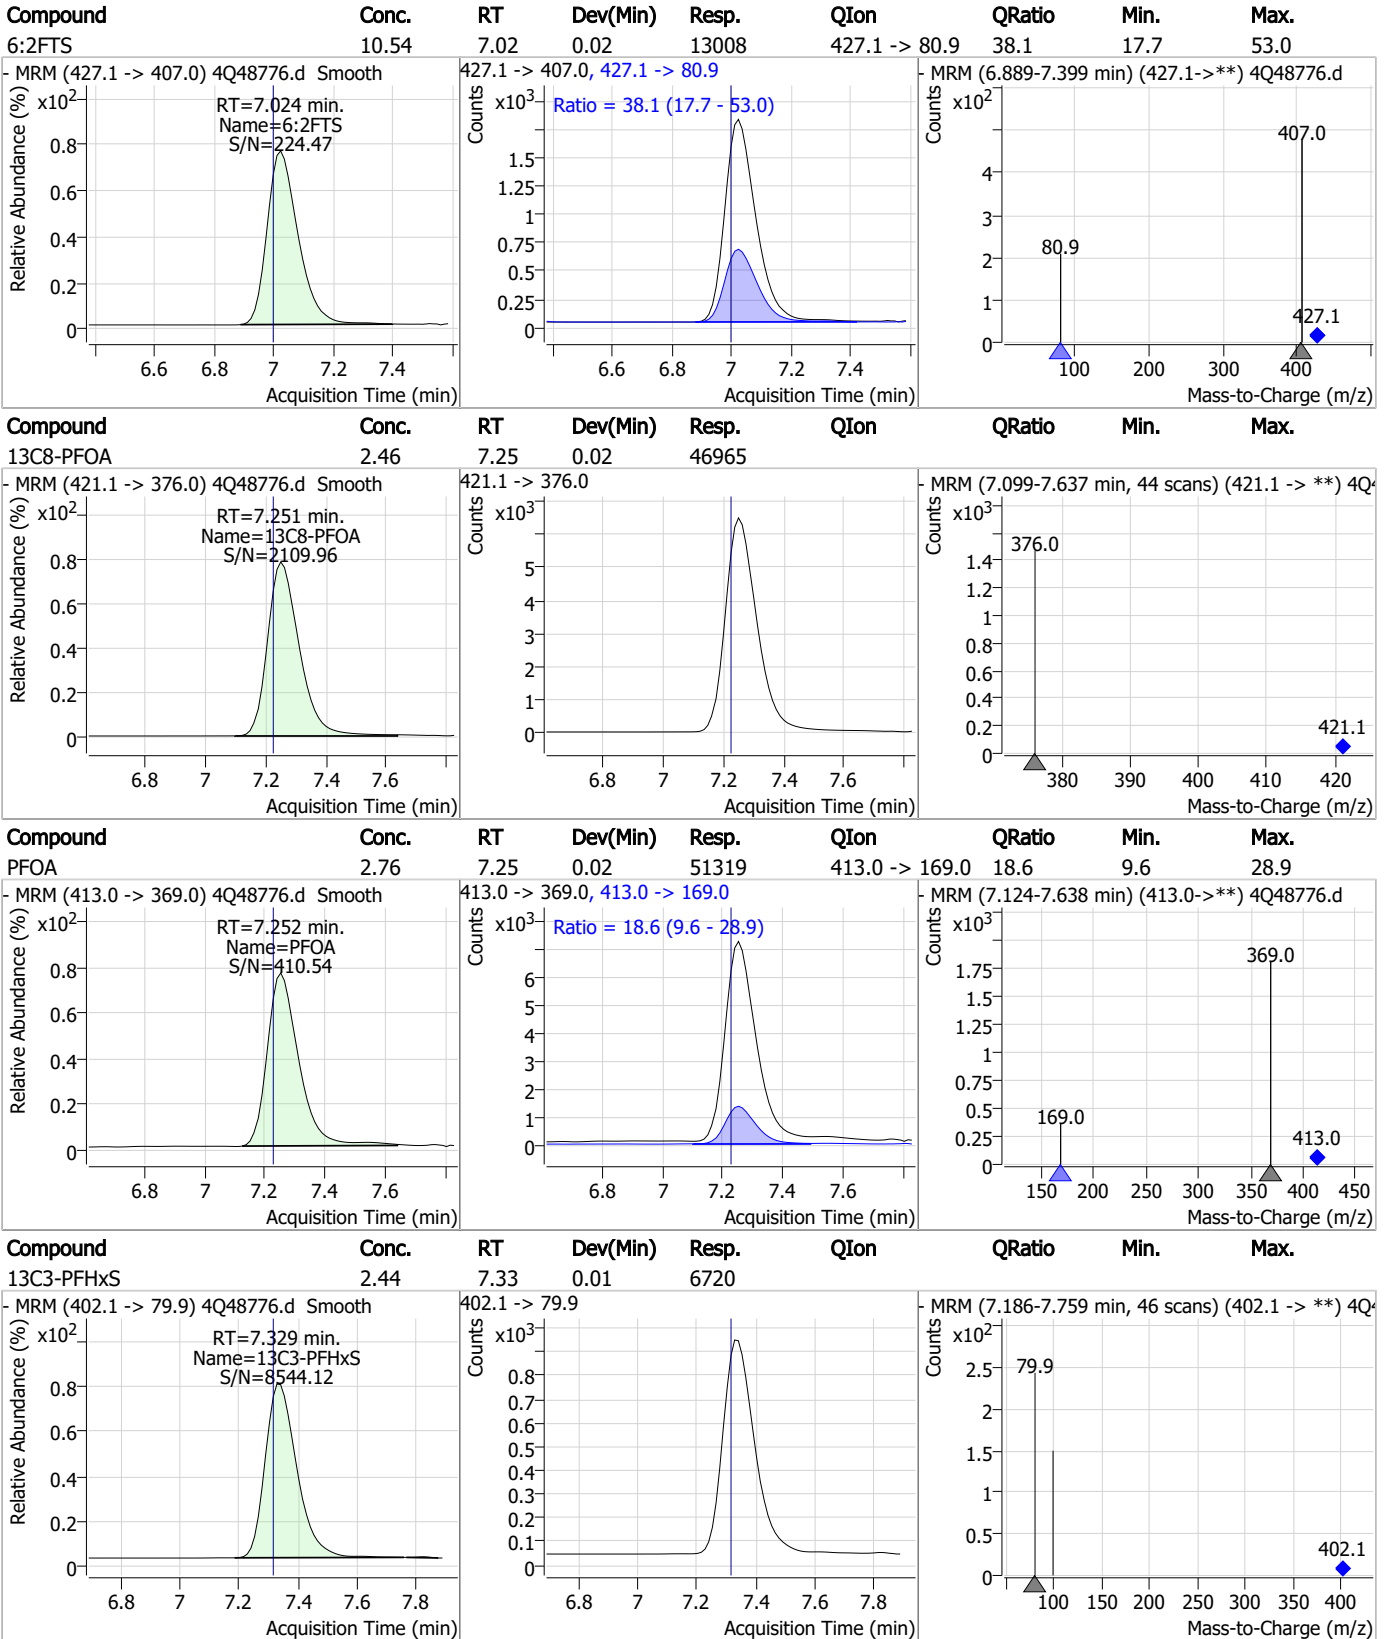 Compound Conc. RT Dev(Min) Resp. QIon QRatio Min. Max.
6:2FTS 10.54 7.02 0.02 13008 427.1 -> 80.9 38.1 17.7 53.0
- MRM (427.1 -> 407.0) 4Q48776.d Smooth
Relative Abundance (%)
x10²
RT=7.024 min.
Name=6:2FTS
S/N=224.47
0.8
0.6
0.4
0.2
0
6.6 6.8 7 7.2 7.4
Acquisition Time (min)
427.1 -> 407.0, 427.1 -> 80.9
Counts
x10³
Ratio = 38.1 (17.7 - 53.0)
1.5
1.25
1
0.75
0.5
0.25
0
6.6 6.8 7 7.2 7.4
Acquisition Time (min)
- MRM (6.889-7.399 min) (427.1->**) 4Q48776.d
Counts
x10²
407.0
80.9
427.1
4
3
2
1
0
100 200 300 400
Mass-to-Charge (m/z)
Compound Conc. RT Dev(Min) Resp. QIon QRatio Min. Max.
13C8-PFOA 2.46 7.25 0.02 46965
- MRM (421.1 -> 376.0) 4Q48776.d Smooth
Relative Abundance (%)
x10²
RT=7.251 min.
Name=13C8-PFOA
S/N=2109.96
0.8
0.6
0.4
0.2
0
6.8 7 7.2 7.4 7.6
Acquisition Time (min)
421.1 -> 376.0
Counts
x10³
5
4
3
2
1
0
6.8 7 7.2 7.4 7.6
Acquisition Time (min)
- MRM (7.099-7.637 min, 44 scans) (421.1 -> **) 4Q4
Counts
x10³
376.0
421.1
1.4
1.2
1
0.8
0.6
0.4
0.2
0
380 390 400 410 420
Mass-to-Charge (m/z)
Compound Conc. RT Dev(Min) Resp. QIon QRatio Min. Max.
PFOA 2.76 7.25 0.02 51319 413.0 -> 169.0 18.6 9.6 28.9
- MRM (413.0 -> 369.0) 4Q48776.d Smooth
Relative Abundance (%)
x10²
RT=7.252 min.
Name=PFOA
S/N=410.54
0.8
0.6
0.4
0.2
0
6.8 7 7.2 7.4 7.6
Acquisition Time (min)
413.0 -> 369.0, 413.0 -> 169.0
Counts
x10³
Ratio = 18.6 (9.6 - 28.9)
6
5
4
3
2
1
0
6.8 7 7.2 7.4 7.6
Acquisition Time (min)
- MRM (7.124-7.638 min) (413.0->**) 4Q48776.d
Counts
x10³
369.0
169.0
413.0
1.75
1.5
1.25
1
0.75
0.5
0.25
0
150 200 250 300 350 400 450
Mass-to-Charge (m/z)
Compound Conc. RT Dev(Min) Resp. QIon QRatio Min. Max.
13C3-PFHxS 2.44 7.33 0.01 6720
- MRM (402.1 -> 79.9) 4Q48776.d Smooth
Relative Abundance (%)
x10²
RT=7.329 min.
Name=13C3-PFHxS
S/N=8544.12
0.8
0.6
0.4
0.2
0
6.8 7 7.2 7.4 7.6 7.8
Acquisition Time (min)
402.1 -> 79.9
Counts
x10³
0.8
0.7
0.6
0.5
0.4
0.3
0.2
0.1
0
6.8 7 7.2 7.4 7.6 7.8
Acquisition Time (min)
- MRM (7.186-7.759 min, 46 scans) (402.1 -> **) 4Q4
Counts
x10²
79.9
402.1
2.5
2
1.5
1
0.5
0
100 150 200 250 300 350 400
Mass-to-Charge (m/z)